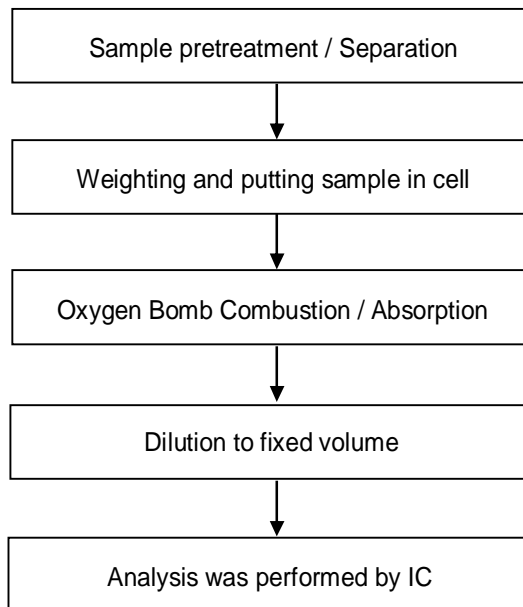 Sample pretreatment / Separation
Weighting and putting sample in cell
Oxygen Bomb Combustion / Absorption
Dilution to fixed volume
Analysis was performed by IC